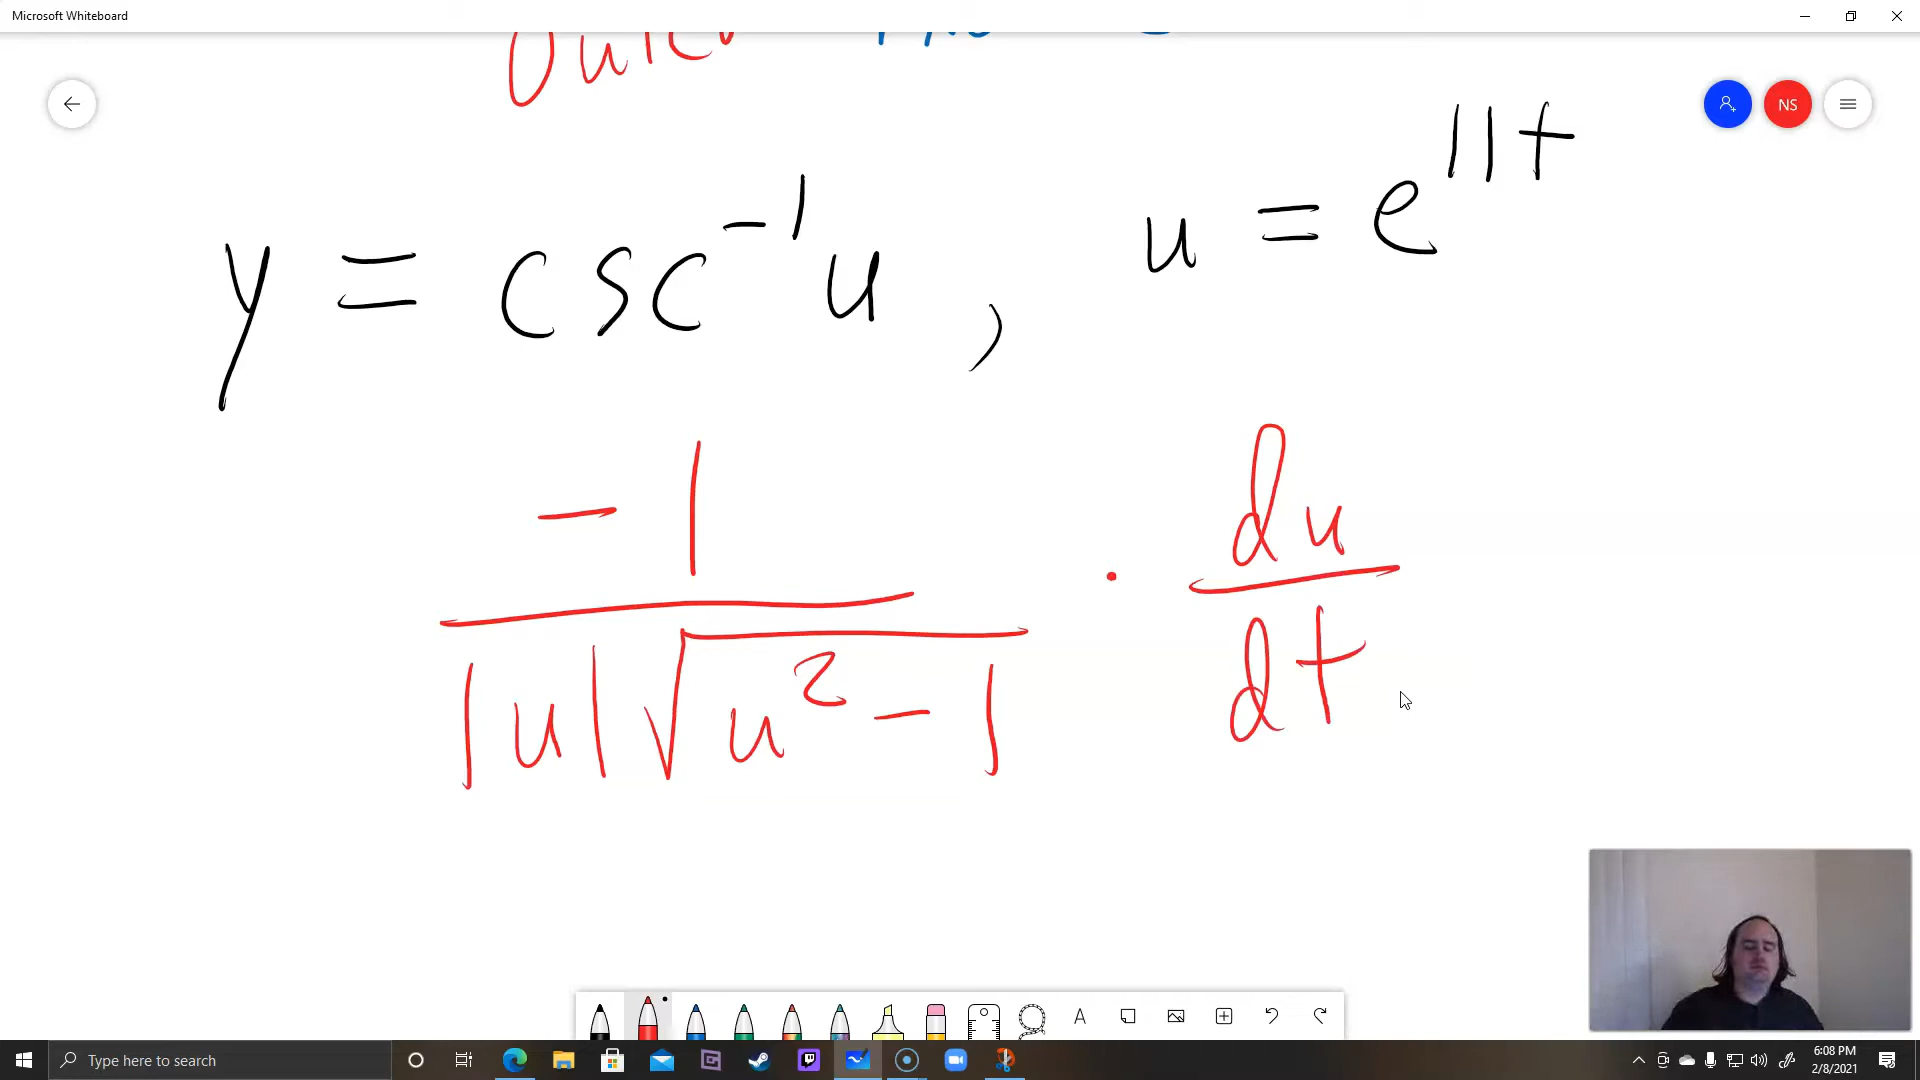 Microsoft Whiteboard
NS
y = csc⁻¹u , u = e^{11t}
-1 / (|u|√(u² - 1)) · du/dt
A
Type here to search
6:08 PM
2/8/2021